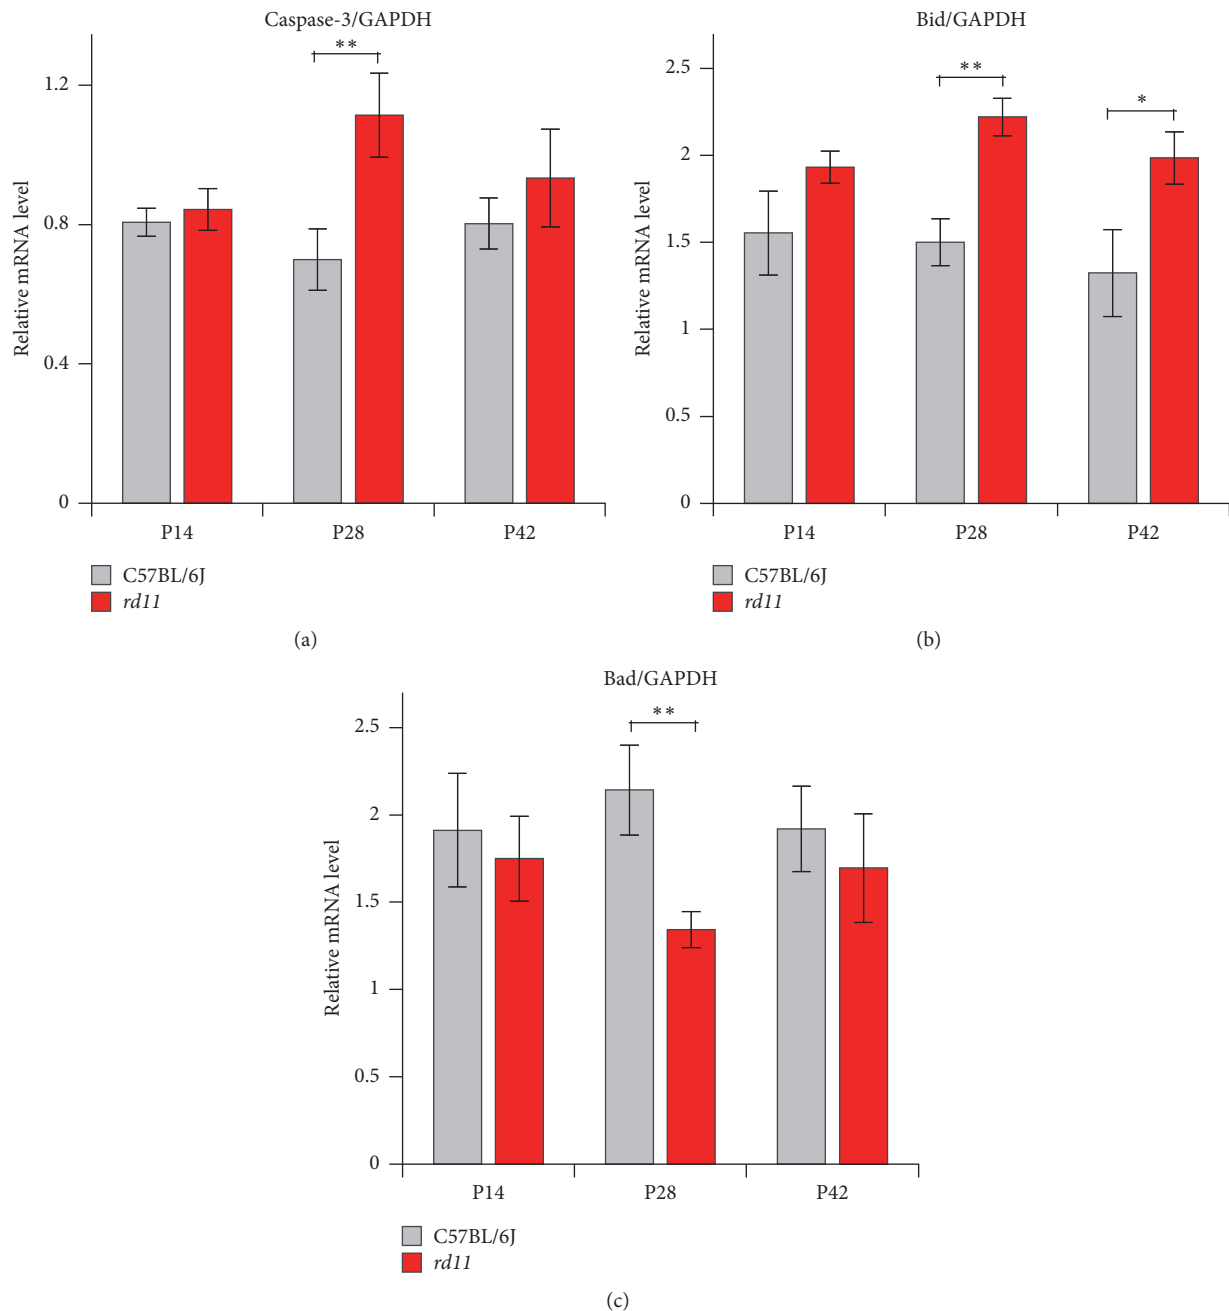 Caspase-3/GAPDH
**
1.2
0.8
0.4
0
Relative mRNA level
P14 P28 P42
C57BL/6J
rd11
(a)
Bid/GAPDH
**
*
2.5
2
1.5
1
0.5
0
Relative mRNA level
P14 P28 P42
C57BL/6J
rd11
(b)
Bad/GAPDH
**
2.5
2
1.5
1
0.5
0
Relative mRNA level
P14 P28 P42
C57BL/6J
rd11
(c)